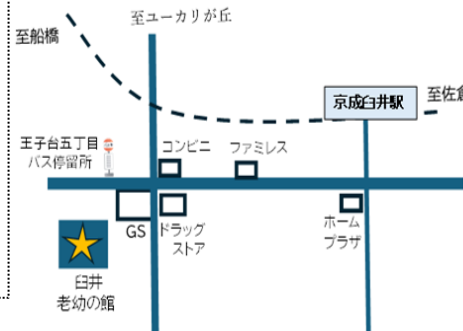 至ユーカリが丘
至船橋
京成臼井駅
至佐倉
王子台五丁目
バス停留所
コンビニ
ファミレス
GS
ドラッグ
ストア
ホーム
プラザ
臼井
老幼の館